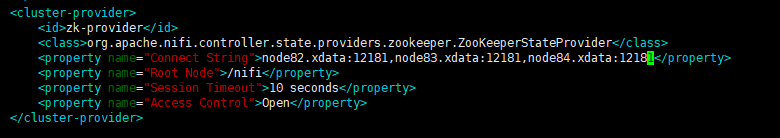 <cluster-provider>
<id>zk-provider</id>
<class>org.apache.nifi.controller.state.providers.zookeeper.ZooKeeperStateProvider</class>
<property name="Connect String">node82.xdata:12181,node83.xdata:12181,node84.xdata:12181</property>
<property name="Root Node">/nifi</property>
<property name="Session Timeout">10 seconds</property>
<property name="Access Control">Open</property>
</cluster-provider>